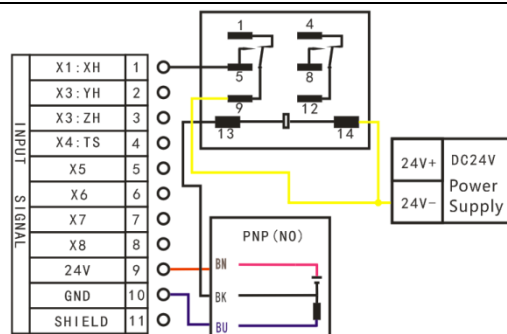 INPUT SIGNAL
X1:XH 1
X3:YH 2
X3:ZH 3
X4:TS 4
X5 5
X6 6
X7 7
X8 8
24V 9
GND 10
SHIELD 11
1 4
5 8
9 12
13 14
PNP(NO)
BN
BK
BU
24V+ DC24V
24V- Power Supply